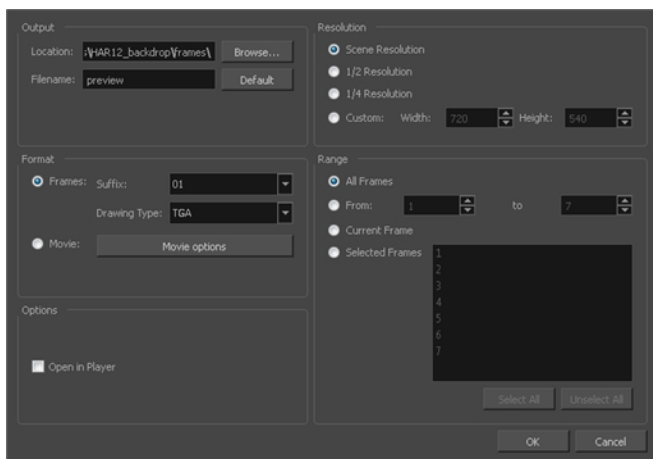 Output
Location: :\HAR12_backdrop\frames\ Browse...
Filename: preview Default
Format
Frames: Suffix: 01
Drawing Type: TGA
Movie: Movie options
Options
Open in Player
Resolution
Scene Resolution
1/2 Resolution
1/4 Resolution
Custom: Width: 720 Height: 540
Range
All Frames
From: 1 to 7
Current Frame
Selected Frames 1
2
3
4
5
6
7
Select All Unselect All
OK Cancel